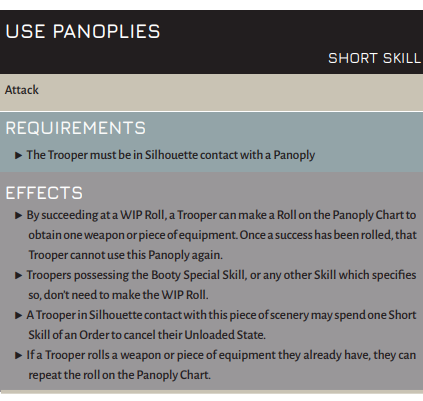 USE PANOPLIES
SHORT SKILL
Attack
REQUIREMENTS
► The Trooper must be in Silhouette contact with a Panoply
EFFECTS
► By succeeding at a WIP Roll, a Trooper can make a Roll on the Panoply Chart to
obtain one weapon or piece of equipment. Once a success has been rolled, that
Trooper cannot use this Panoply again.
► Troopers possessing the Booty Special Skill, or any other Skill which specifies
so, don't need to make the WIP Roll.
► A Trooper in Silhouette contact with this piece of scenery may spend one Short
Skill of an Order to cancel their Unloaded State.
► If a Trooper rolls a weapon or piece of equipment they already have, they can
repeat the roll on the Panoply Chart.